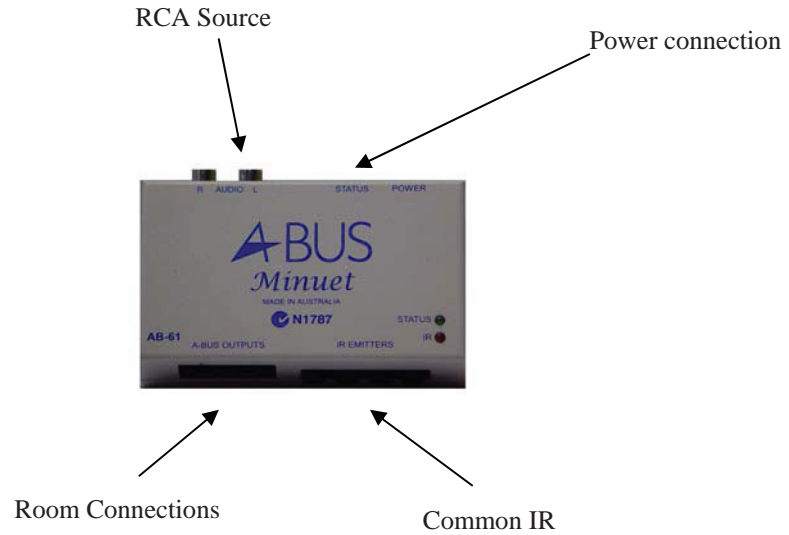 RCA Source
Power connection
R AUDIO L STATUS POWER
A-BUS
Minuet
MADE IN AUSTRALIA
N1787
STATUS
IR
AB-61
A-BUS OUTPUTS IR EMITTERS
Room Connections
Common IR